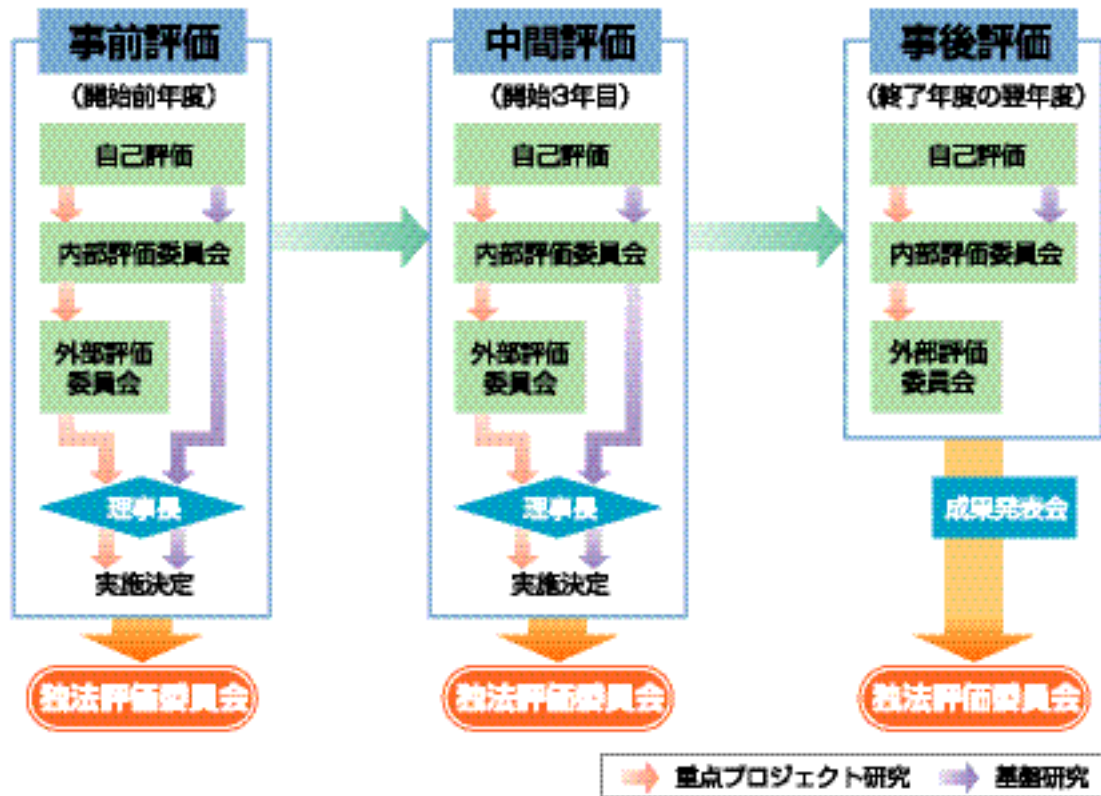 事前評価
(開始前年度)
自己評価
内部評価委員会
外部評価
委員会
理事長
実施決定
独法評価委員会
中間評価
(開始3年目)
自己評価
内部評価委員会
外部評価
委員会
理事長
実施決定
独法評価委員会
事後評価
(終了年度の翌年度)
自己評価
内部評価委員会
外部評価
委員会
成果発表会
独法評価委員会
重点プロジェクト研究
基盤研究